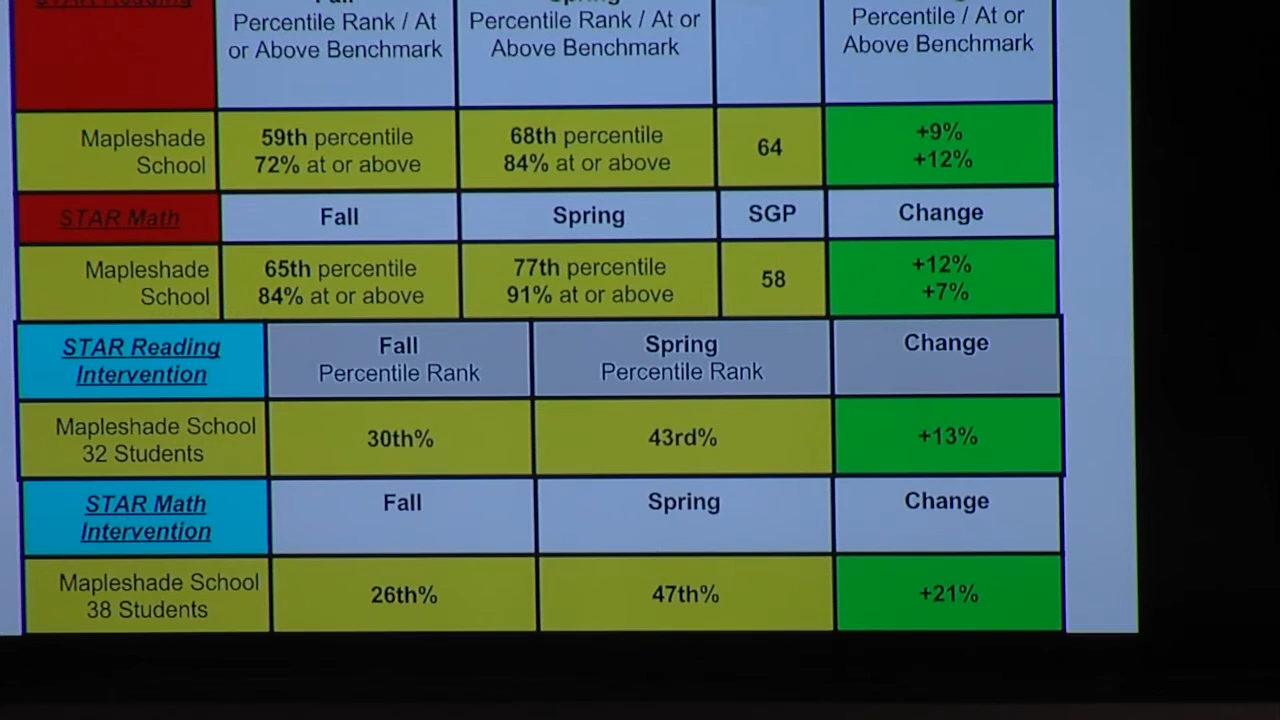 STAR Reading
Fall
Percentile Rank / At
or Above Benchmark
Spring
Percentile Rank / At or
Above Benchmark
Percentile / At or
Above Benchmark
Mapleshade
School
59th percentile
72% at or above
68th percentile
84% at or above
64
+9%
+12%
STAR Math
Fall
Spring
SGP
Change
Mapleshade
School
65th percentile
84% at or above
77th percentile
91% at or above
58
+12%
+7%
STAR Reading
Intervention
Fall
Percentile Rank
Spring
Percentile Rank
Change
Mapleshade School
32 Students
30th%
43rd%
+13%
STAR Math
Intervention
Fall
Spring
Change
Mapleshade School
38 Students
26th%
47th%
+21%